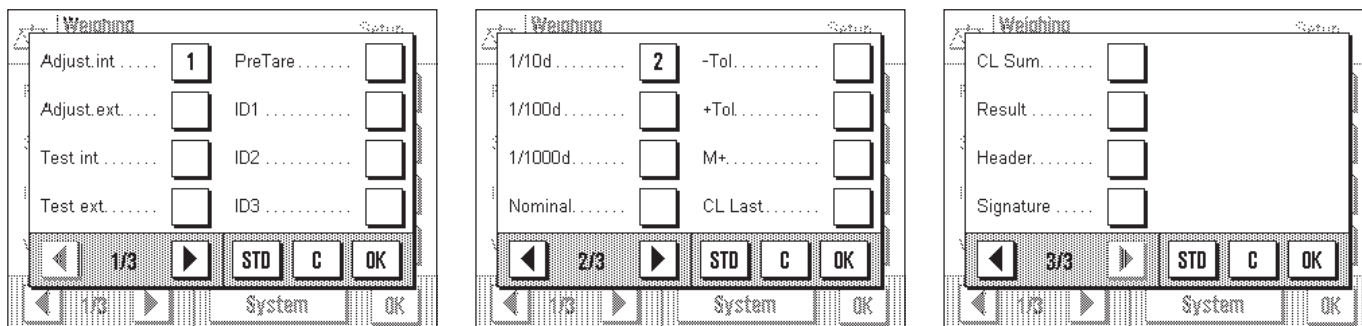 Weighing Setup
Adjust.int ..... 1 PreTare.......
Adjust.ext..... ID1 ...........
Test int ....... ID2 ...........
Test ext....... ID3 ...........
1/3 STD C OK
1/3 System OK
Weighing Setup
1/10d......... 2 -Tol...........
1/100d........ +Tol...........
1/1000d....... M+............
Nominal....... CL Last.......
2/3 STD C OK
1/3 System OK
Weighing Setup
CL Sum.......
Result ........
Header........
Signature .....
3/3 STD C OK
1/3 System OK